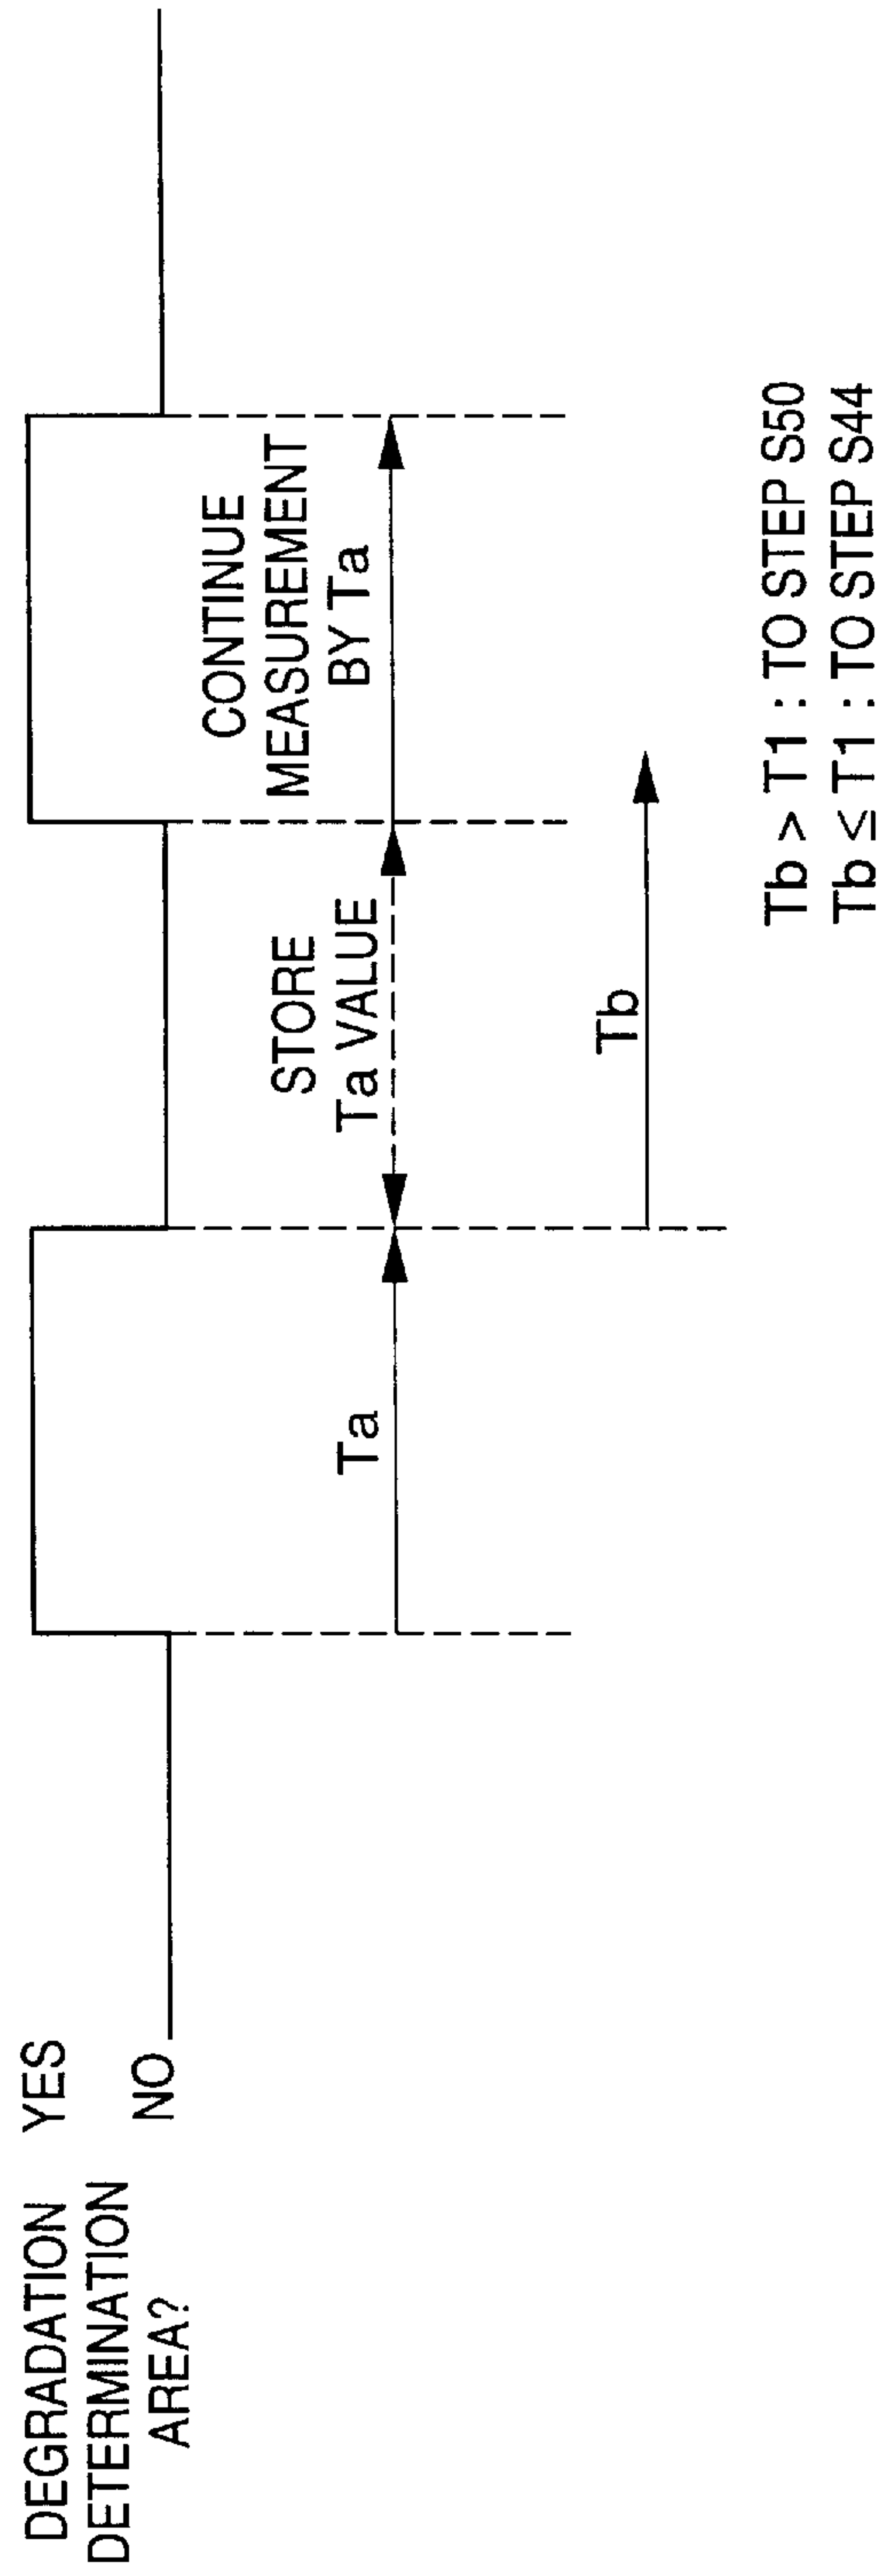 DEGRADATION
DETERMINATION
AREA?
YES
NO
Ta
STORE
Ta VALUE
CONTINUE
MEASUREMENT
BY Ta
Tb
Tb > T1 : TO STEP S50
Tb ≤ T1 : TO STEP S44